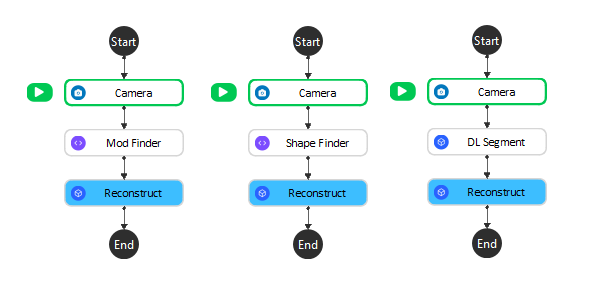 Start
Camera
Mod Finder
Reconstruct
End
Start
Camera
Shape Finder
Reconstruct
End
Start
Camera
DL Segment
Reconstruct
End